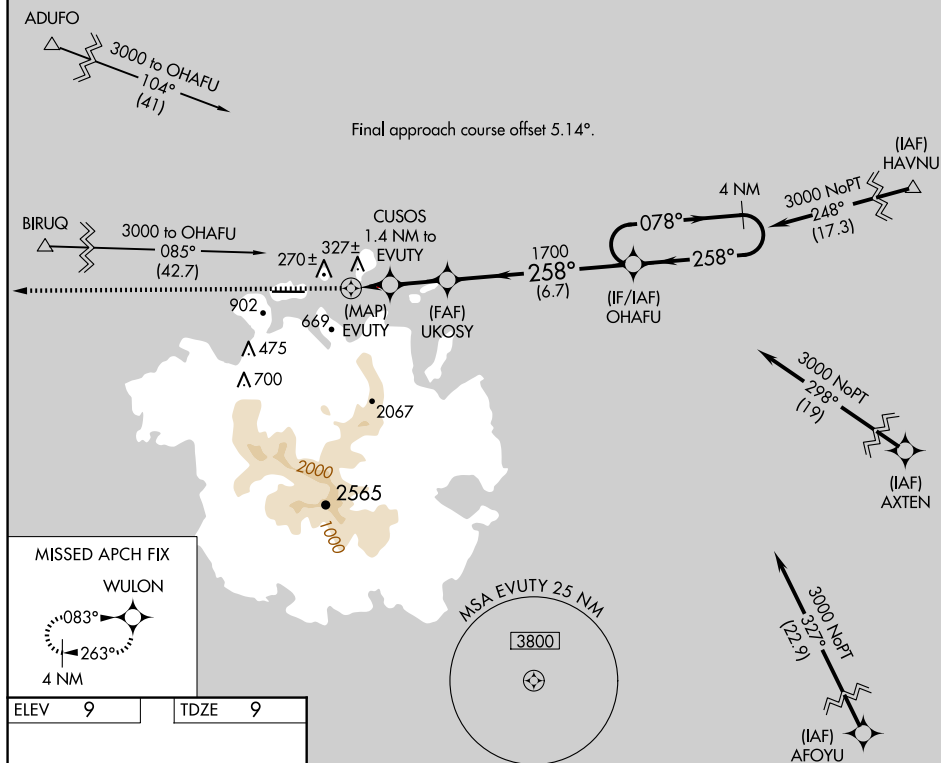 ADUFO
3000 to OHAFU
104°
(41)
Final approach course offset 5.14°.
(IAF)
HAVNU
3000 NoPT
248°
(17.3)
4 NM
078°
258°
BIRUQ
3000 to OHAFU
085°
(42.7)
270±
327±
CUSOS
1.4 NM to
EVUTY
1700
258°
(6.7)
(IF/IAF)
OHAFU
(MAP)
EVUTY
(FAF)
UKOSY
902
669
475
700
2067
2000
2565
1000
3000 NoPT
298°
(19)
(IAF)
AXTEN
MISSED APCH FIX
WULON
083°
263°
4 NM
MSA EVUTY 25 NM
3800
3000 NoPT
327°
(22.9)
(IAF)
AFOYU
ELEV 9
TDZE 9